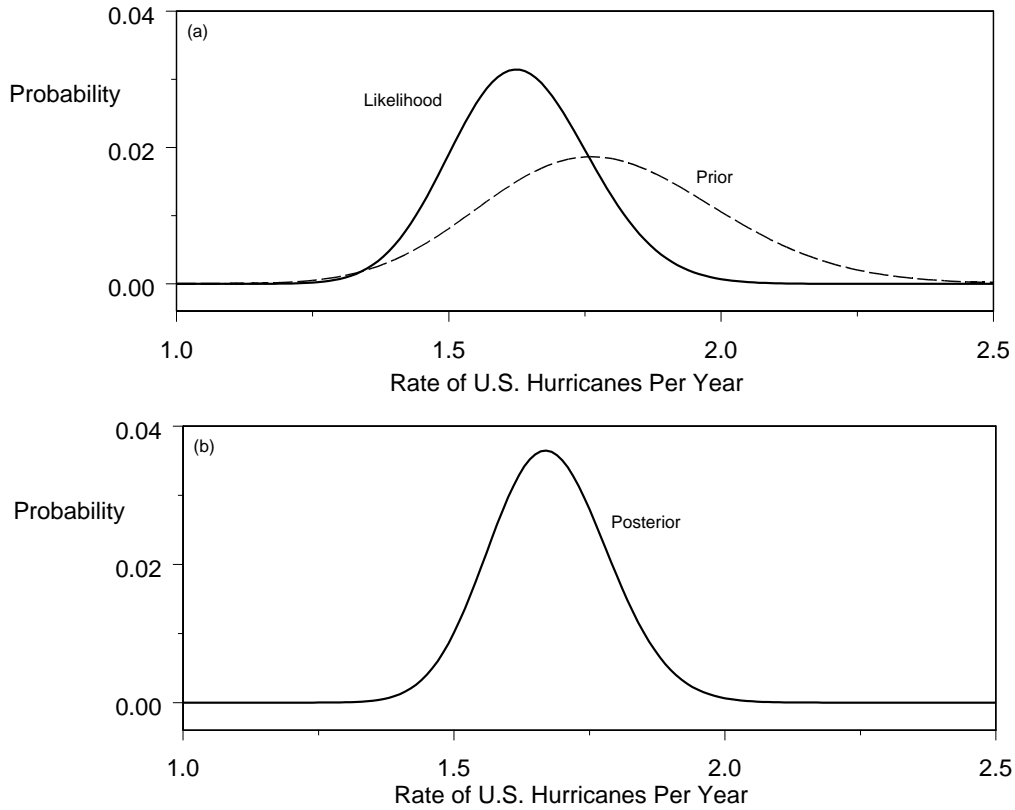 0.04
(a)
Probability
Likelihood
0.02
Prior
0.00
1.0 1.5 2.0 2.5
Rate of U.S. Hurricanes Per Year
0.04
(b)
Probability
Posterior
0.02
0.00
1.0 1.5 2.0 2.5
Rate of U.S. Hurricanes Per Year